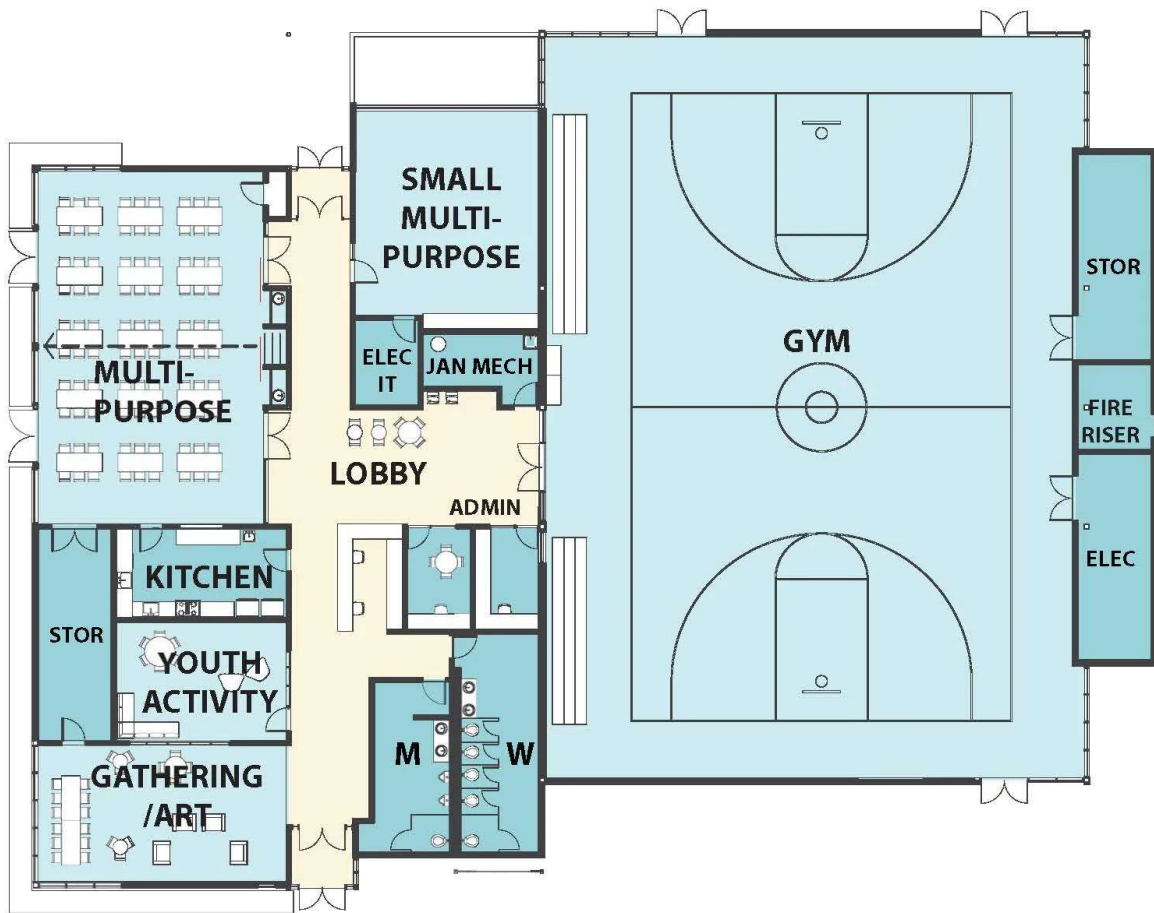 SMALL
MULTI-
PURPOSE
STOR
GYM
ELEC
IT
JAN MECH
MULTI-
PURPOSE
FIRE
RISER
LOBBY
ADMIN
ELEC
KITCHEN
STOR
YOUTH
ACTIVITY
M
W
GATHERING
/ART